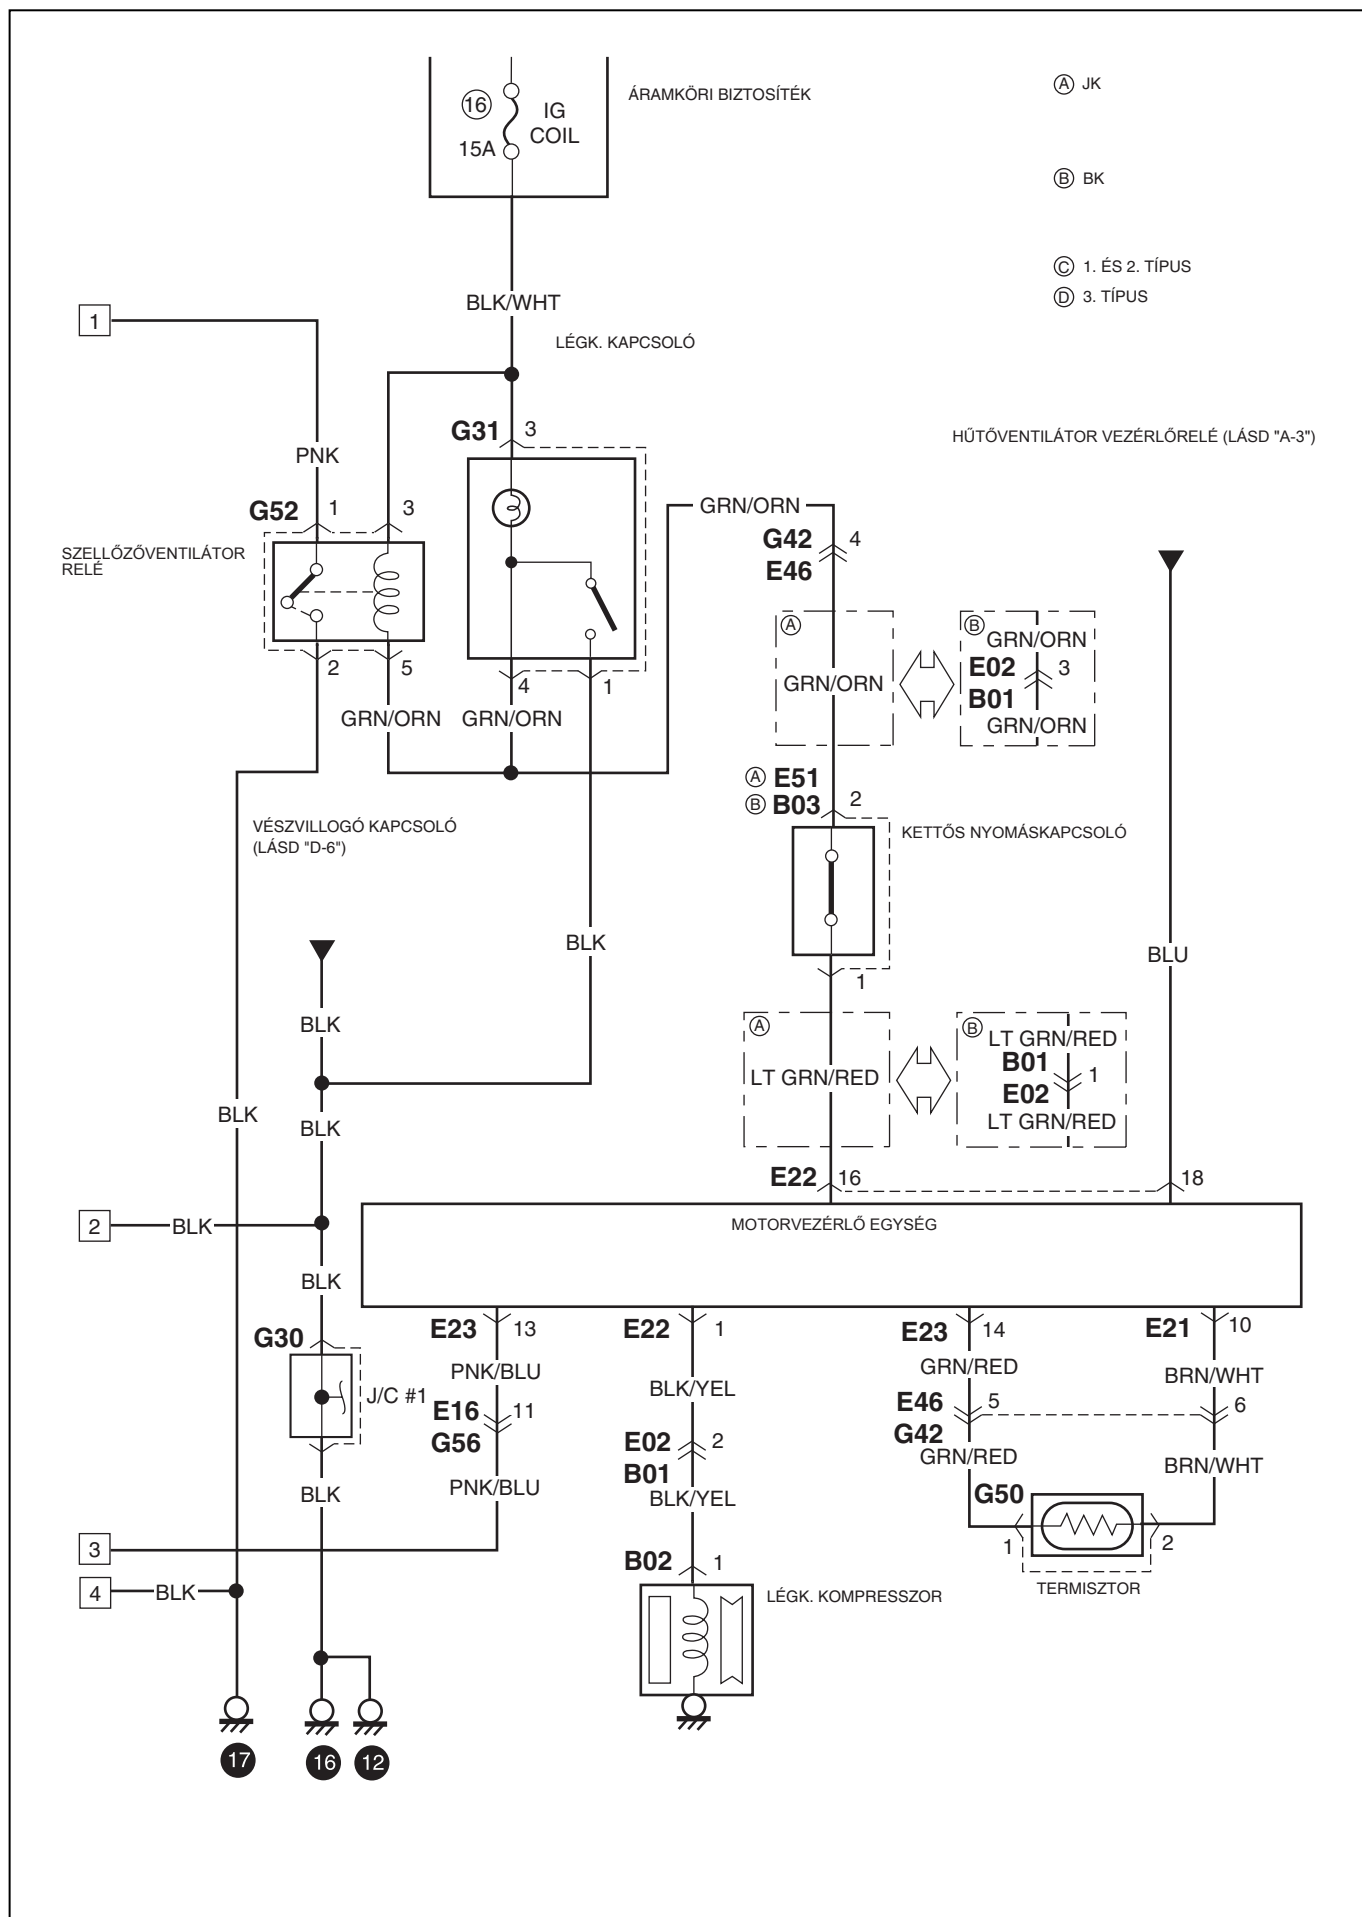 ÁRAMKÖRI BIZTOSÍTÉK
16
IG
COIL
15A
A JK
B BK
C 1. ÉS 2. TÍPUS
D 3. TÍPUS
BLK/WHT
1
LÉGK. KAPCSOLÓ
G31 3
HŰTŐVENTILÁTOR VEZÉRLŐRELÉ (LÁSD "A-3")
PNK
G52 1 3
GRN/ORN
SZELLŐZŐVENTILÁTOR
RELÉ
G42 4
E46
A
GRN/ORN
B
GRN/ORN
E02 3
B01
GRN/ORN
2 5
4 1
GRN/ORN GRN/ORN
A E51
B B03 2
VÉSZVILLOGÓ KAPCSOLÓ
(LÁSD "D-6")
KETTŐS NYOMÁSKAPCSOLÓ
BLK
BLU
1
BLK
A
LT GRN/RED
B
LT GRN/RED
B01 1
E02
LT GRN/RED
BLK
BLK
E22 16
18
2 BLK
MOTORVEZÉRLŐ EGYSÉG
BLK
G30
J/C #1
E23 13
E22 1
E23 14
E21 10
PNK/BLU
BLK/YEL
GRN/RED
BRN/WHT
E16 11
G56
E02 2
B01
E46 5
G42
6
BLK
PNK/BLU
BLK/YEL
GRN/RED
BRN/WHT
G50
1 2
TERMISZTOR
3
4 BLK
B02 1
LÉGK. KOMPRESSZOR
17
16
12